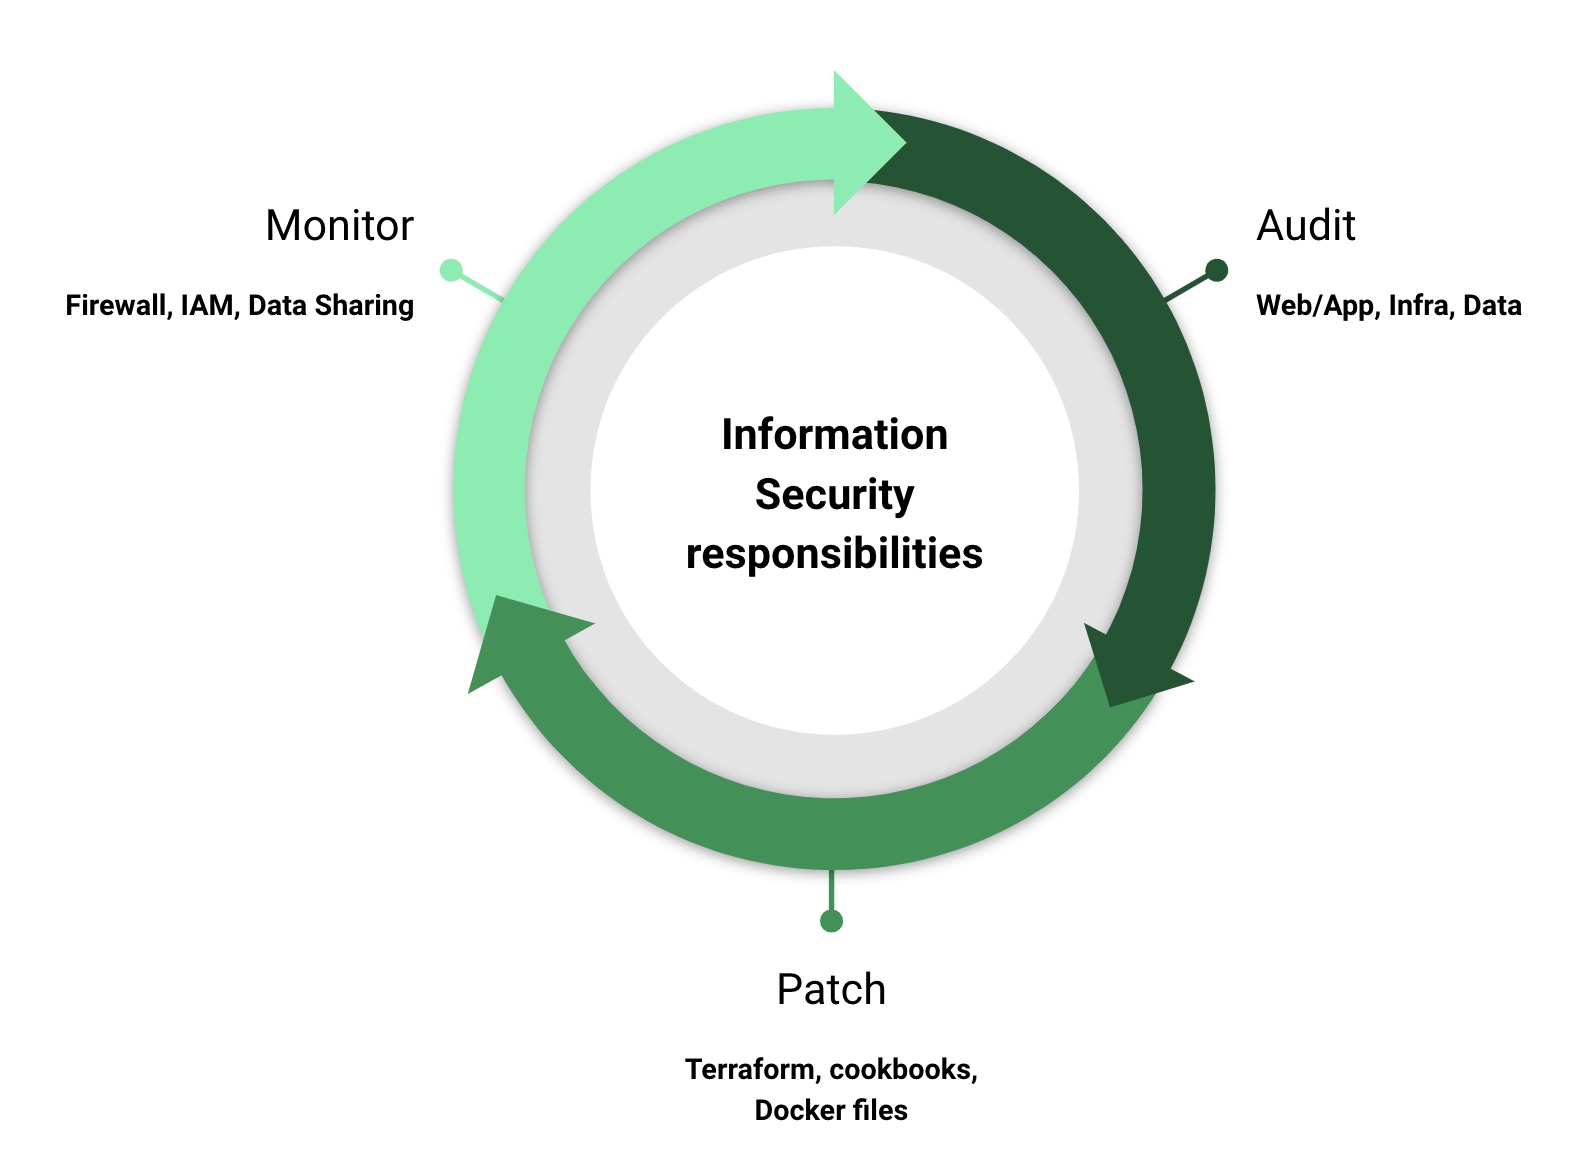 Monitor
Firewall, IAM, Data Sharing
Audit
Web/App, Infra, Data
Information
Security
responsibilities
Patch
Terraform, cookbooks,
Docker files